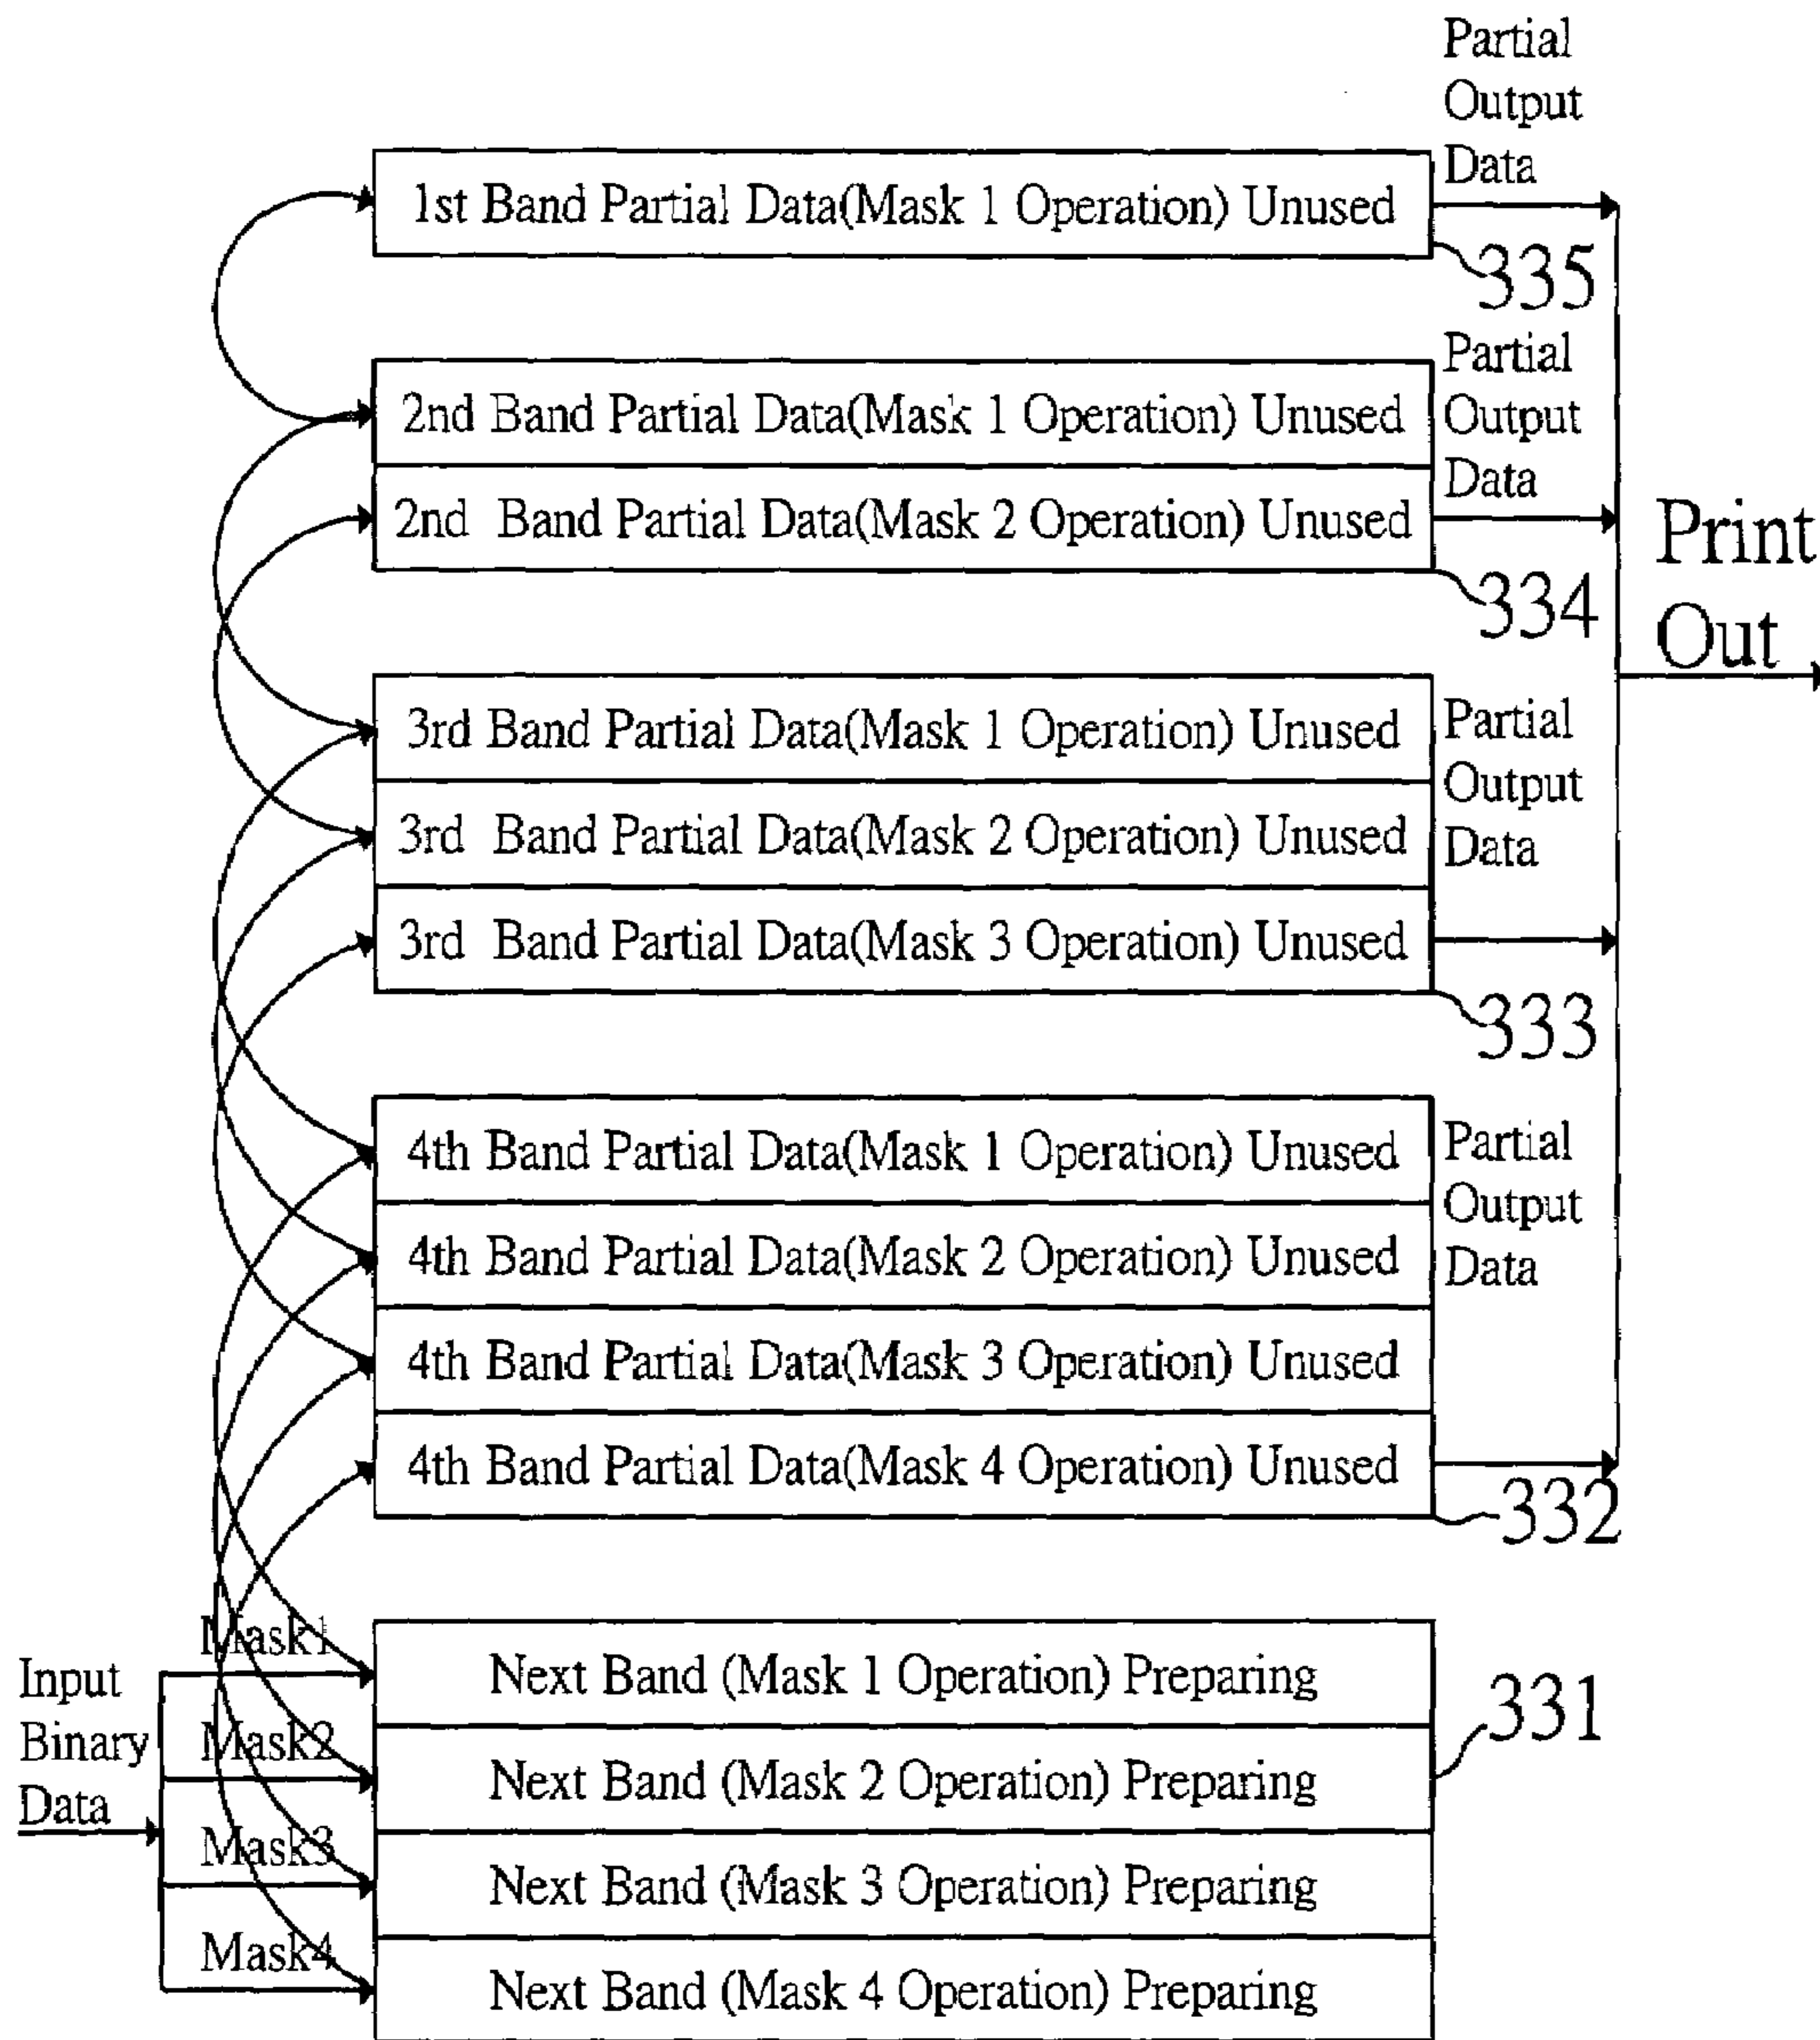 Partial
Output
Data
1st Band Partial Data(Mask 1 Operation) Unused
335
Partial
Output
Data
2nd Band Partial Data(Mask 1 Operation) Unused
2nd Band Partial Data(Mask 2 Operation) Unused
334
Print
Out
3rd Band Partial Data(Mask 1 Operation) Unused
3rd Band Partial Data(Mask 2 Operation) Unused
3rd Band Partial Data(Mask 3 Operation) Unused
Partial
Output
Data
333
4th Band Partial Data(Mask 1 Operation) Unused
4th Band Partial Data(Mask 2 Operation) Unused
4th Band Partial Data(Mask 3 Operation) Unused
4th Band Partial Data(Mask 4 Operation) Unused
Partial
Output
Data
332
Input
Binary
Data
Mask1
Mask2
Mask3
Mask4
Next Band (Mask 1 Operation) Preparing
Next Band (Mask 2 Operation) Preparing
Next Band (Mask 3 Operation) Preparing
Next Band (Mask 4 Operation) Preparing
331